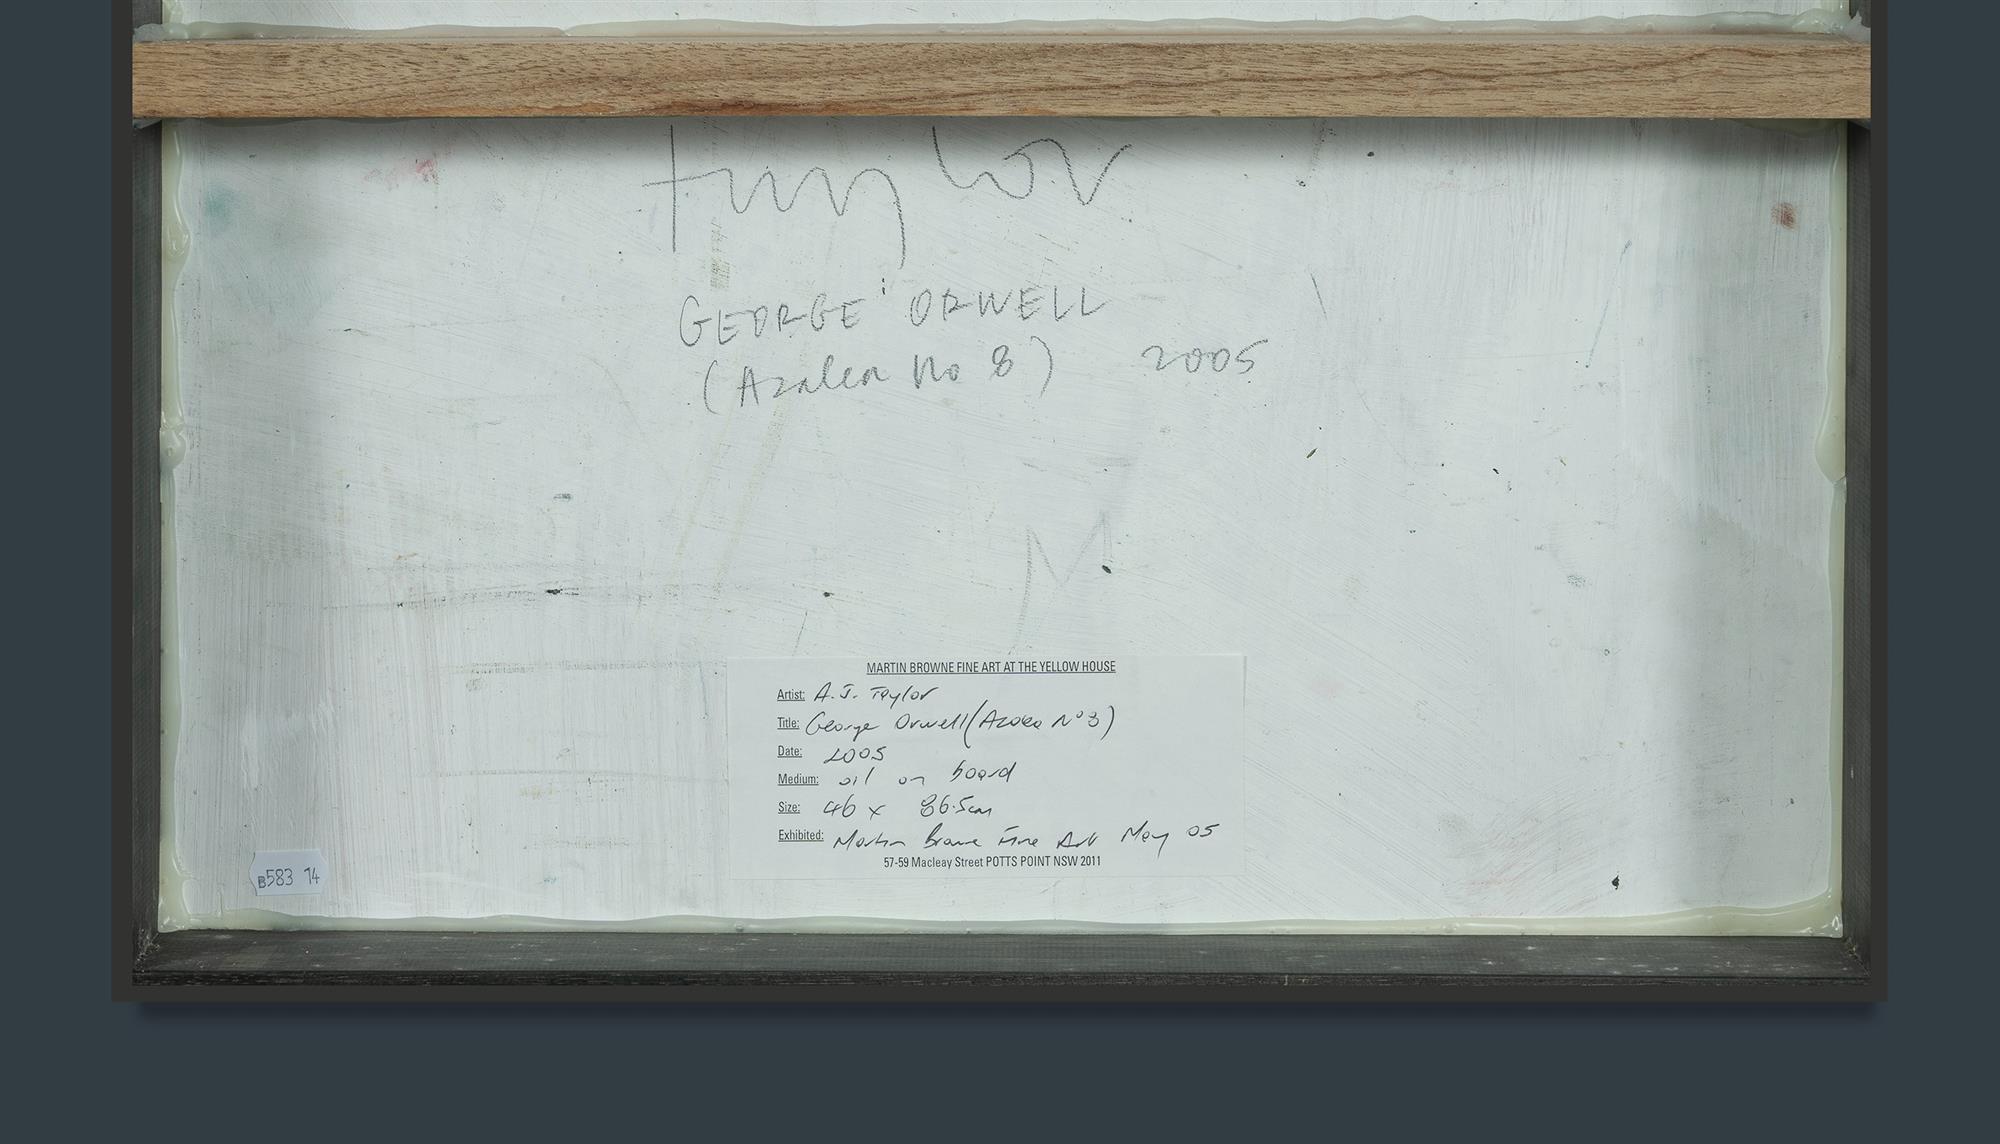 taylor
GEORGE ORWELL
(Azalea No 8) 2005
M
MARTIN BROWNE FINE ART AT THE YELLOW HOUSE
Artist: A.J. Taylor
Title: George Orwell (Azalea No 3)
Date: 2005
Medium: oil on board
Size: 46 x 86.5cm
Exhibited: Martin Browne Fine Art May 05
57-59 Macleay Street POTTS POINT NSW 2011
B583 14